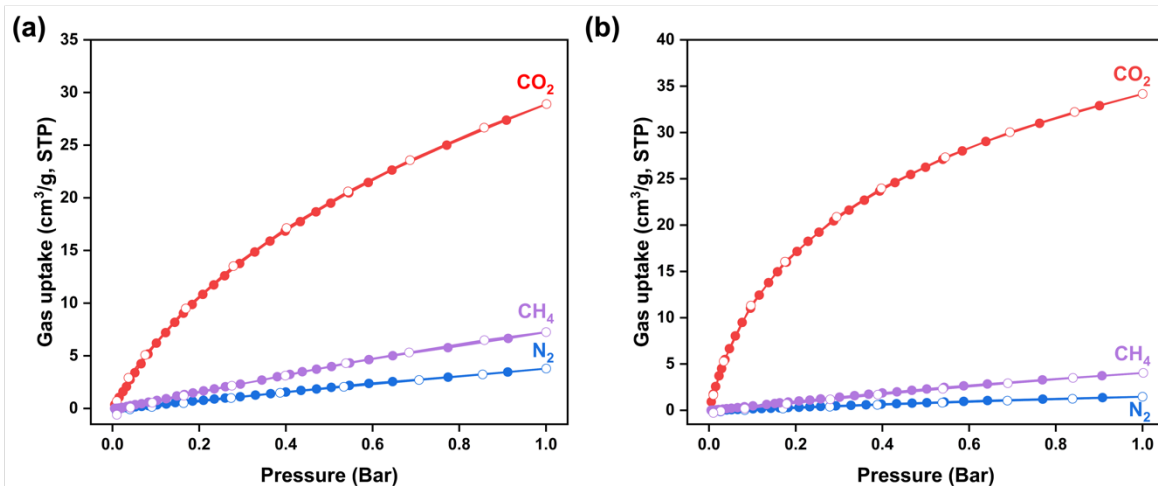 (a)
35
30
25
20
15
10
5
0
Gas uptake (cm³/g, STP)
CO₂
CH₄
N₂
0.0 0.2 0.4 0.6 0.8 1.0
Pressure (Bar)
(b)
40
35
30
25
20
15
10
5
0
Gas uptake (cm³/g, STP)
CO₂
CH₄
N₂
0.0 0.2 0.4 0.6 0.8 1.0
Pressure (Bar)